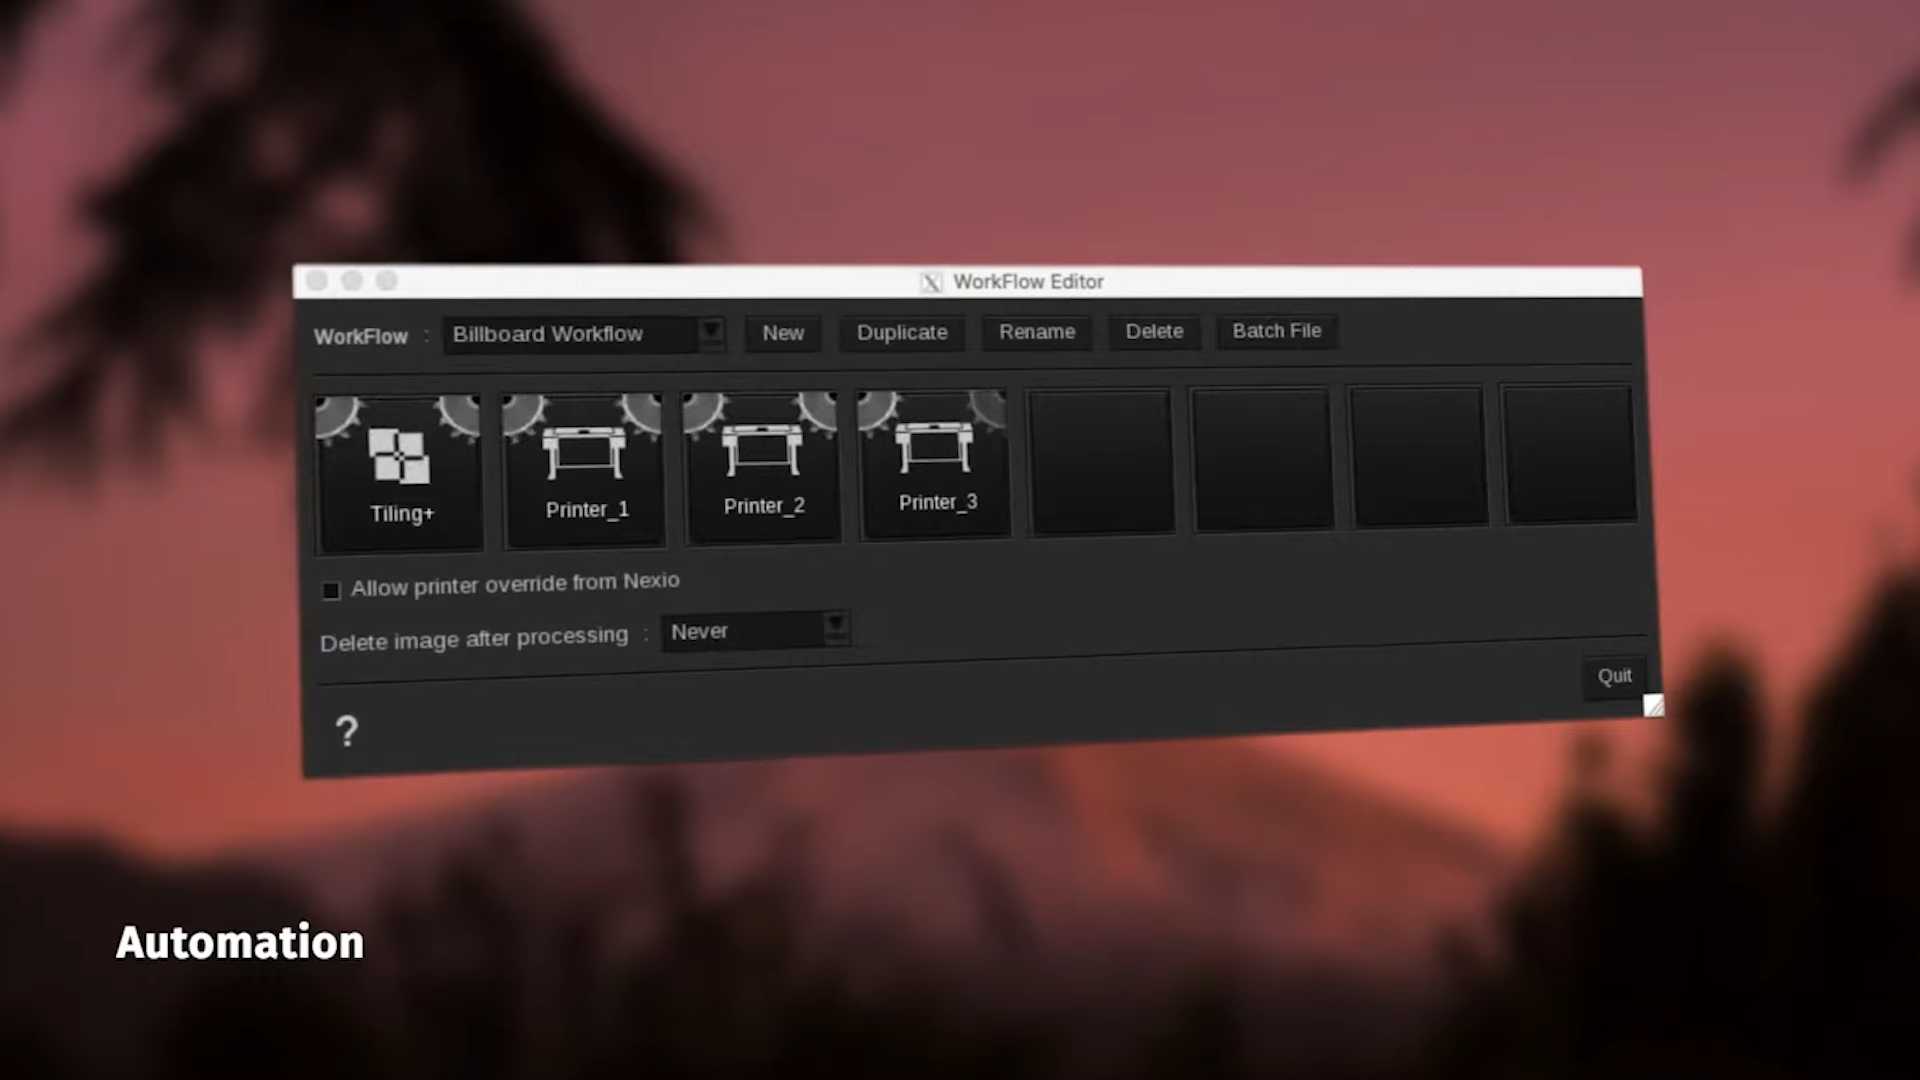 WorkFlow Editor
WorkFlow : Billboard Workflow New Duplicate Rename Delete Batch File
Tiling+ Printer_1 Printer_2 Printer_3
Allow printer override from Nexio
Delete image after processing : Never
Quit
?
Automation